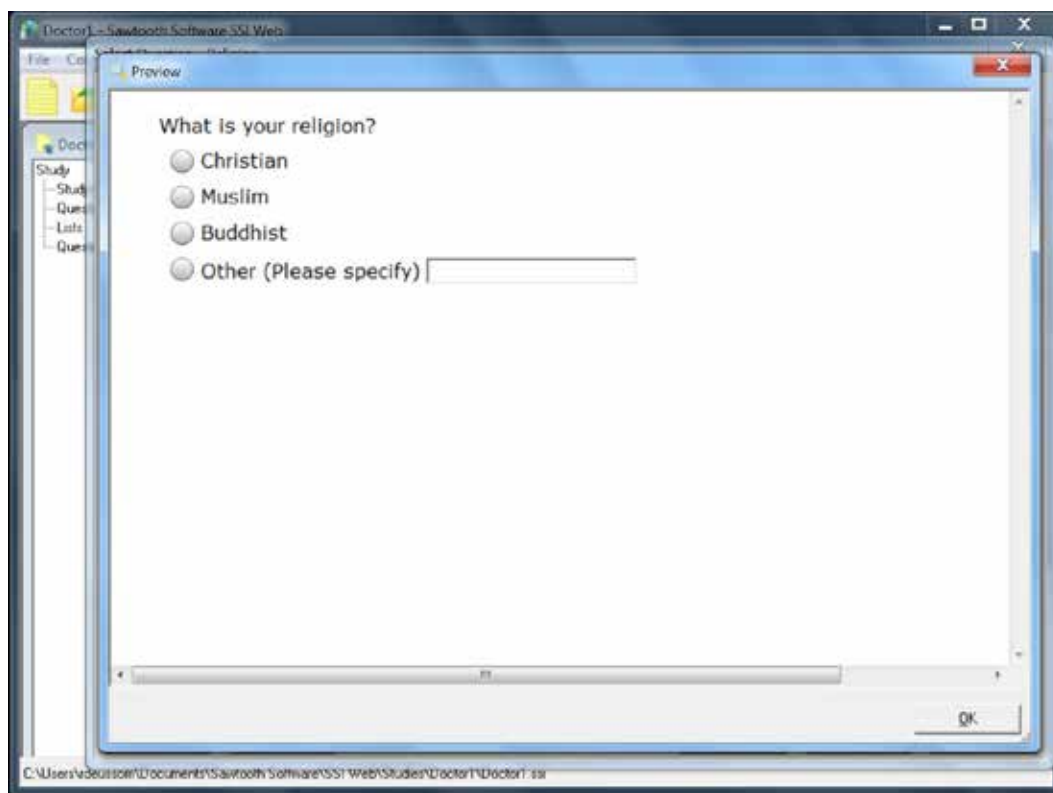 Doctor1 - Sawtooth Software SSI Web
File
Preview
Study
Lists
What is your religion?
Christian
Muslim
Buddhist
Other (Please specify)
OK